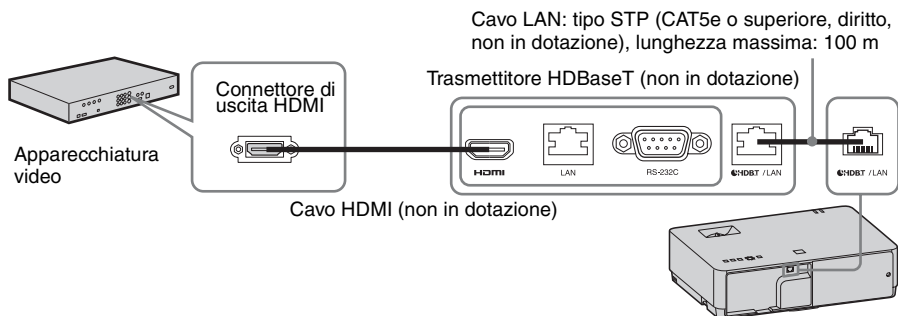 Cavo LAN: tipo STP (CAT5e o superiore, diritto,
non in dotazione), lunghezza massima: 100 m
Trasmettitore HDBaseT (non in dotazione)
Connettore di
uscita HDMI
Apparecchiatura
video
HDMI
LAN
RS-232C
HDBT / LAN
HDBT / LAN
Cavo HDMI (non in dotazione)